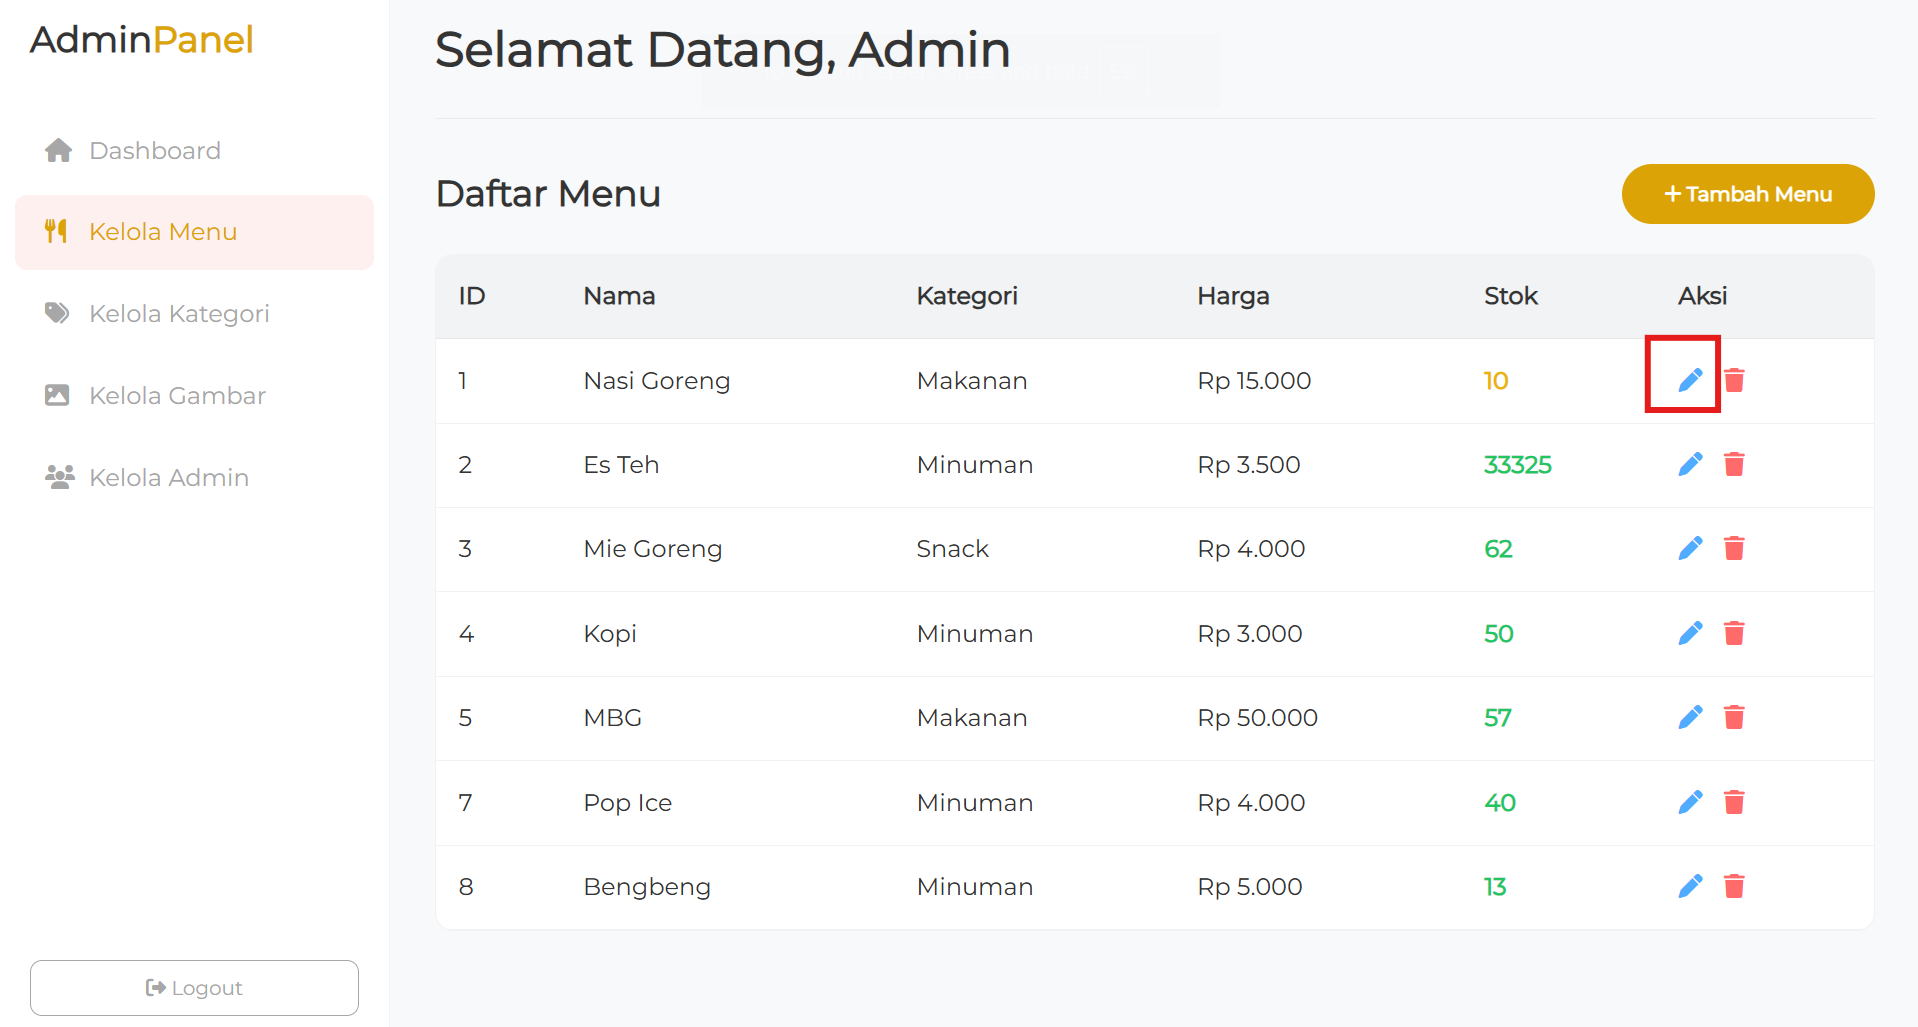 AdminPanel
Dashboard
Kelola Menu
Kelola Kategori
Kelola Gambar
Kelola Admin
Logout
Selamat Datang, Admin
Daftar Menu
+ Tambah Menu
ID Nama Kategori Harga Stok Aksi
1 Nasi Goreng Makanan Rp 15.000 10
2 Es Teh Minuman Rp 3.500 33325
3 Mie Goreng Snack Rp 4.000 62
4 Kopi Minuman Rp 3.000 50
5 MBG Makanan Rp 50.000 57
7 Pop Ice Minuman Rp 4.000 40
8 Bengbeng Minuman Rp 5.000 13